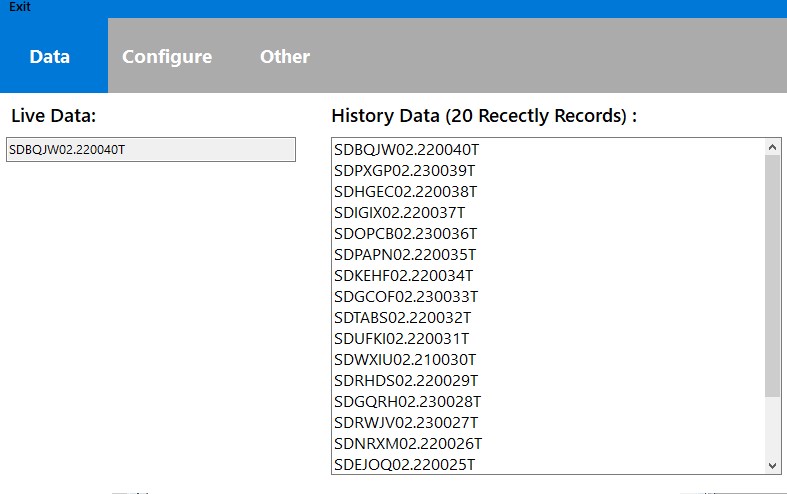 Exit
Data Configure Other
Live Data:
SDBQJW02.220040T
History Data (20 Recectly Records) :
SDBQJW02.220040T
SDPXGP02.230039T
SDHGEC02.220038T
SDIGIX02.220037T
SDOPCB02.230036T
SDPAPN02.220035T
SDKEHF02.220034T
SDGCOF02.230033T
SDTABS02.220032T
SDUFKI02.220031T
SDWXIU02.210030T
SDRHDS02.220029T
SDGQRH02.230028T
SDRWJV02.230027T
SDNRXM02.220026T
SDEJOQ02.220025T